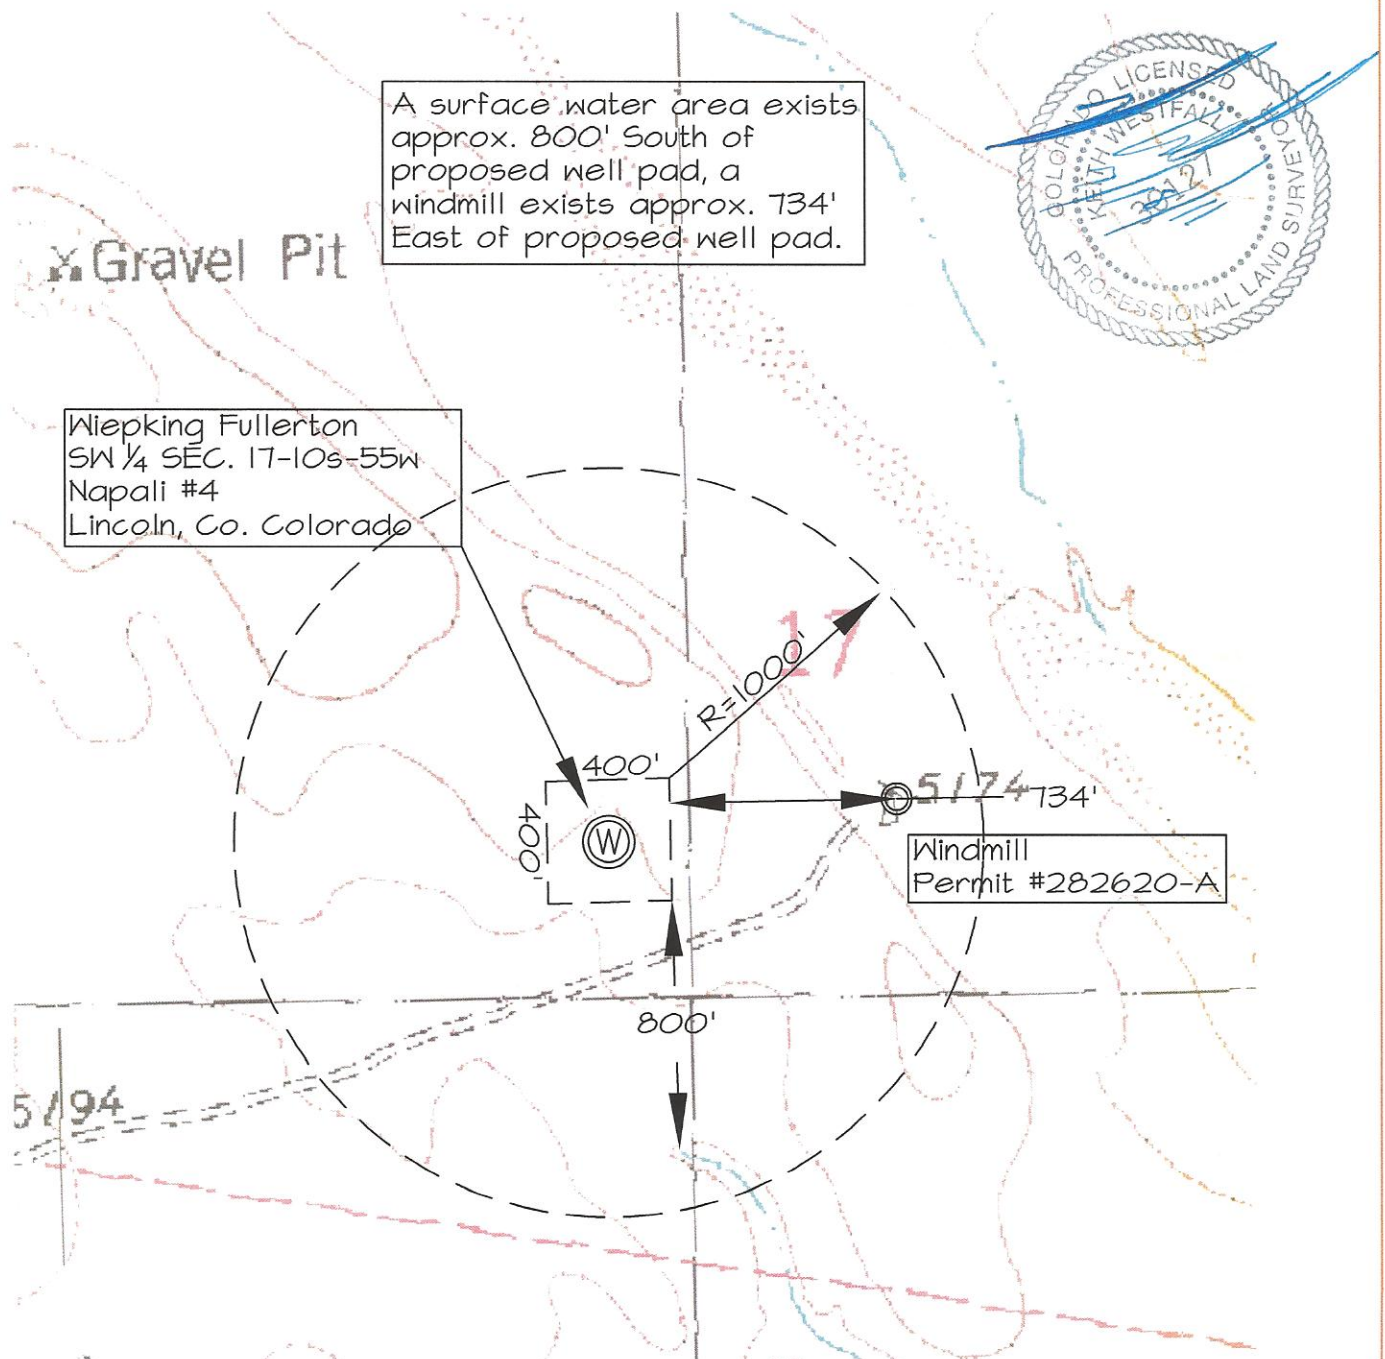 A surface water area exists
approx. 800' South of
proposed well pad, a
windmill exists approx. 734'
East of proposed well pad.
COLORADO LICENSED
KEITH WESTFALL
PROFESSIONAL LAND SURVEYOR
Gravel Pit
Wiepking Fullerton
SW ¼ SEC. 17-10s-55w
Napali #4
Lincoln, Co. Colorado
17
R=1000'
400'
400'
W
5174
734'
Windmill
Permit #282620-A
800'
5194